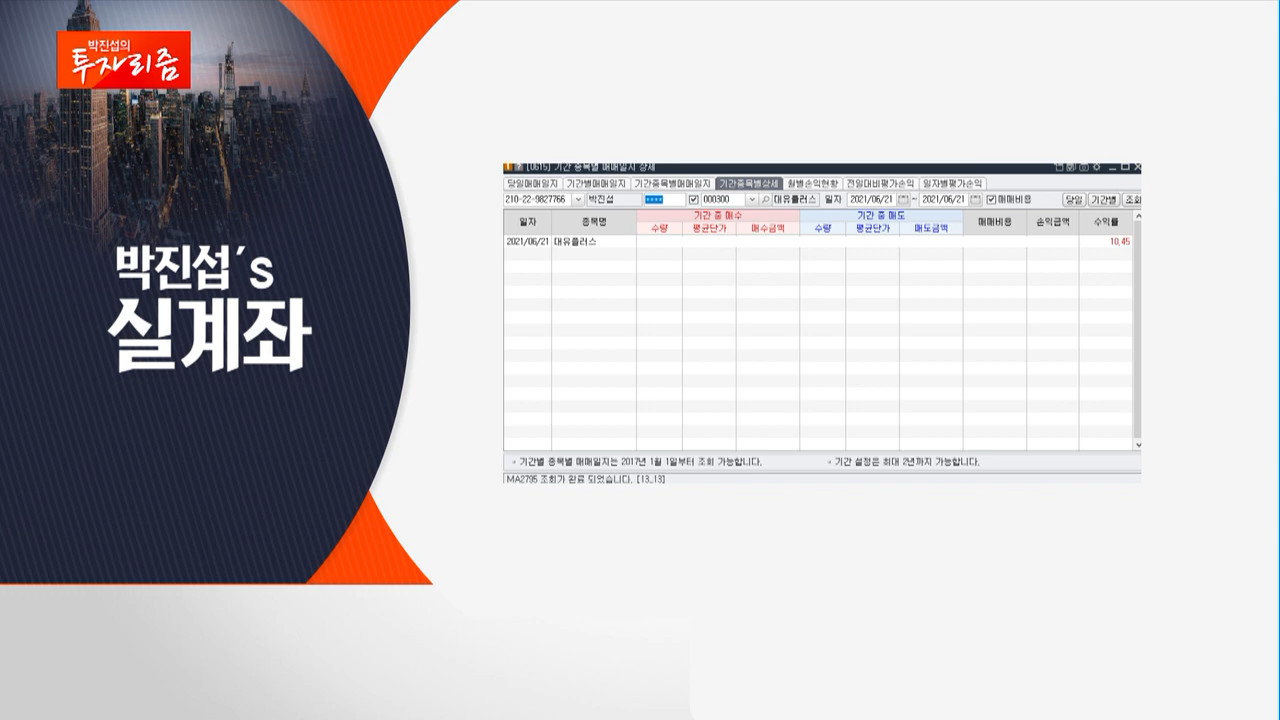 박진섭의
투자리즘
박진섭's
실계좌
[0615] 기간 종목별 매매일지 상세
당일매매일지 기간별매매일지 기간종목별매매일지 기간종목별상세 월별손익현황 전일대비평가손익 일자별평가손익
210-22-9827766 박진섭 **** 000300 대유플러스 일자 2021/06/21 ~ 2021/06/21 매매비용 당일 기간별 조회
일자 종목명 기간 중 매수 기간 중 매도 매매비용 손익금액 수익률
수량 평균단가 매수금액 수량 평균단가 매도금액
2021/06/21 대유플러스 10.45
기간별 종목별 매매일지는 2017년 1월 1일부터 조회 가능합니다. 기간 설정은 최대 2년까지 가능합니다.
MA2795 조회가 완료 되었습니다. [13_13]